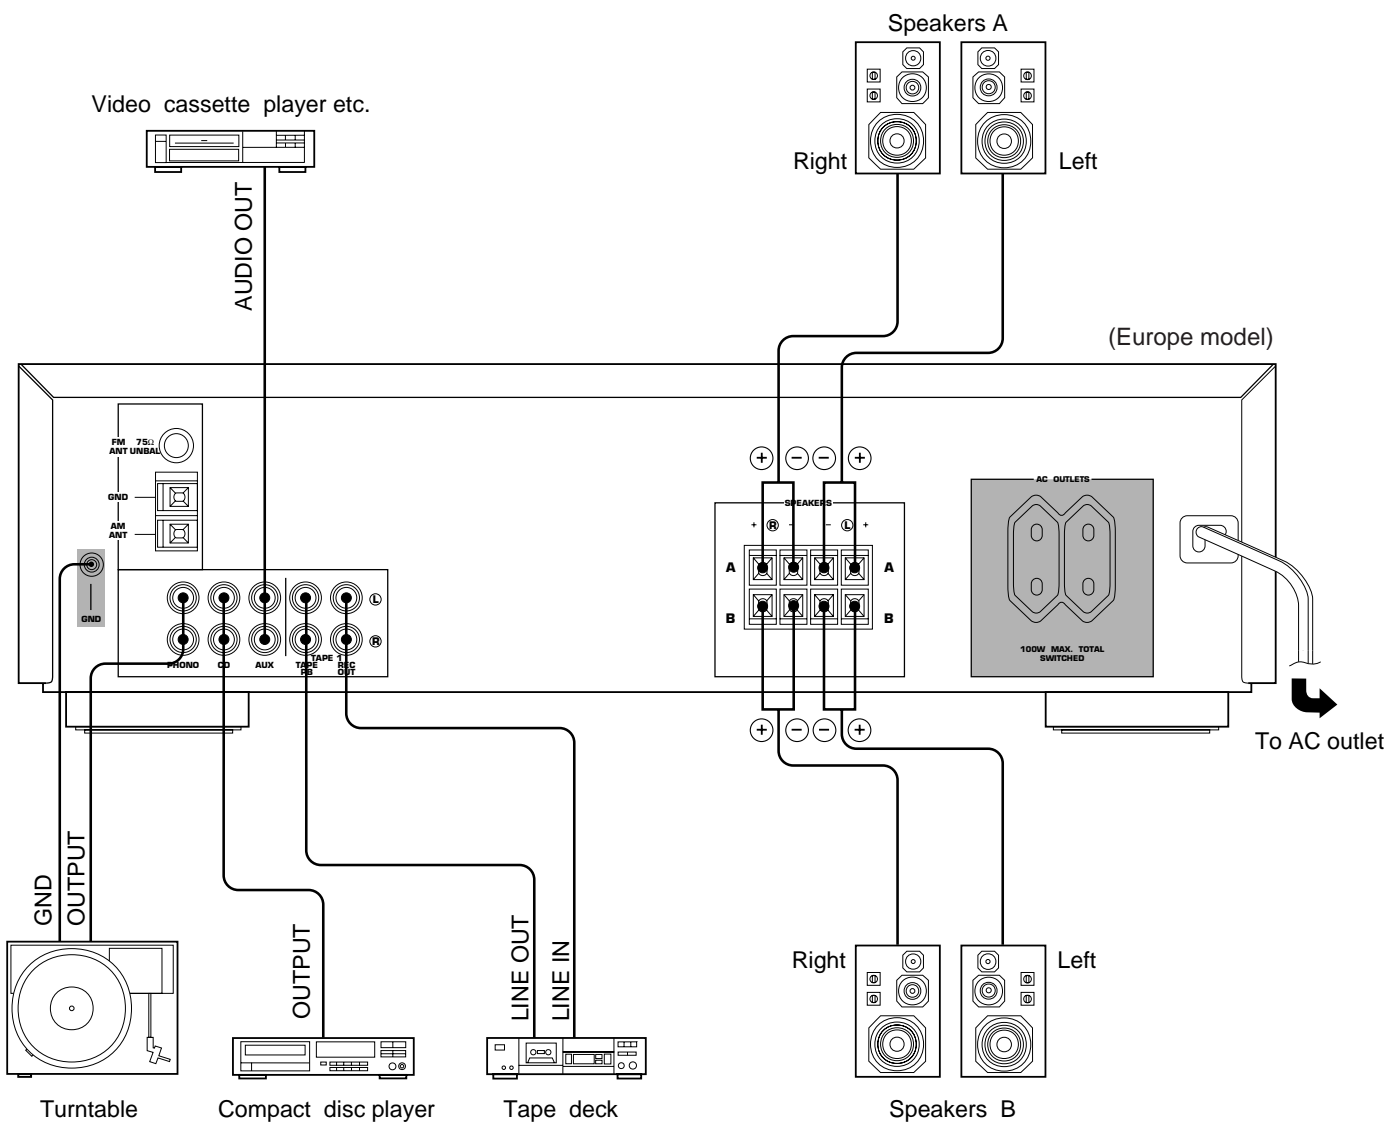 Speakers A
Video cassette player etc.
Right
Left
AUDIO OUT
(Europe model)
FM 75Ω
ANT UNBAL
GND
AM
ANT
GND
L
R
PHONO
CD
AUX
TAPE 1
TAPE
PB
REC
OUT
+ − − +
SPEAKERS
+ R − − L +
A
A
B
B
+ − − +
AC OUTLETS
100W MAX. TOTAL
SWITCHED
To AC outlet
GND
OUTPUT
OUTPUT
LINE OUT
LINE IN
Right
Left
Turntable
Compact disc player
Tape deck
Speakers B